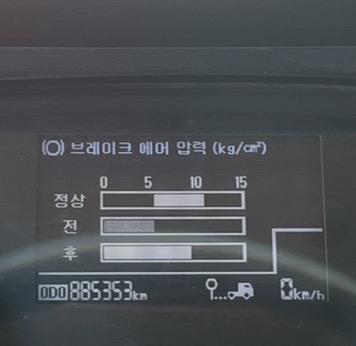 (O) 브레이크 에어 압력 (kg/㎠)
0 5 10 15
정상
전
후
ODO 885353km 0km/h